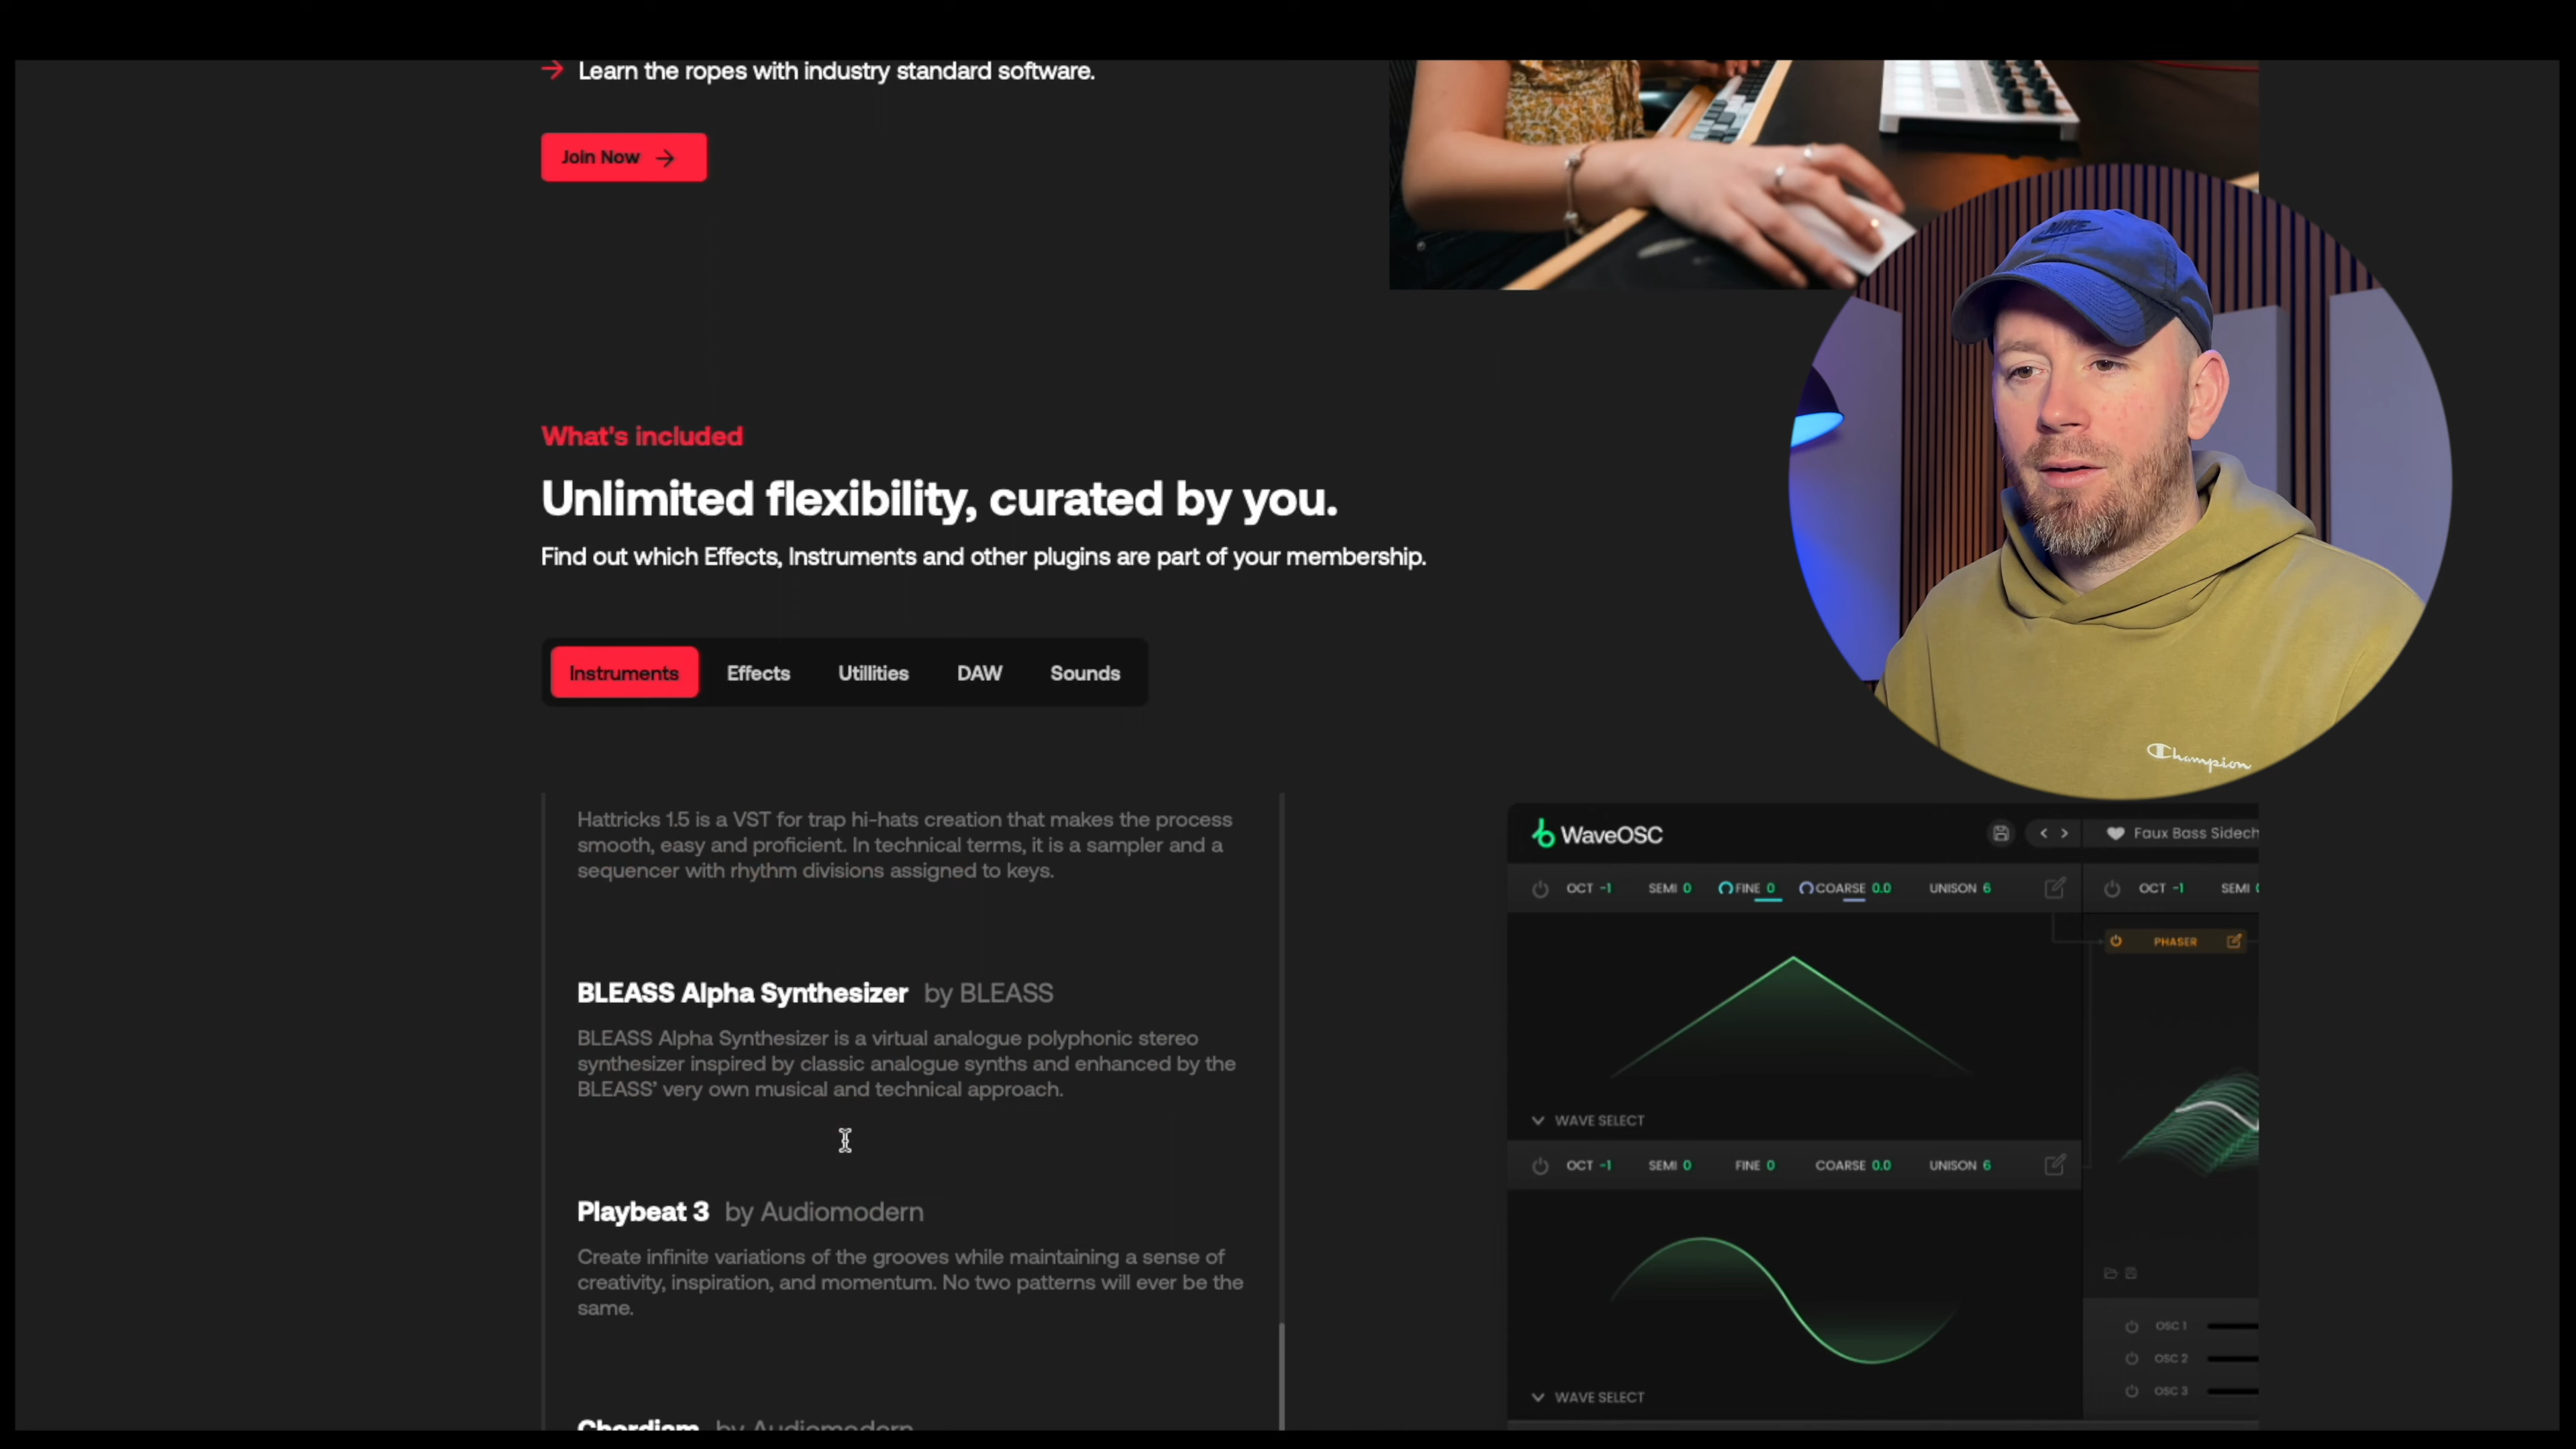 Learn the ropes with industry standard software.
Join Now
NIKE
What's included
Unlimited flexibility, curated by you.
Find out which Effects, Instruments and other plugins are part of your membership.
Instruments Effects Utillities DAW Sounds
Champion
Hattricks 1.5 is a VST for trap hi-hats creation that makes the process
smooth, easy and proficient. In technical terms, it is a sampler and a
sequencer with rhythm divisions assigned to keys.
BLEASS Alpha Synthesizer by BLEASS
BLEASS Alpha Synthesizer is a virtual analogue polyphonic stereo
synthesizer inspired by classic analogue synths and enhanced by the
BLEASS’ very own musical and technical approach.
Playbeat 3 by Audiomodern
Create infinite variations of the grooves while maintaining a sense of
creativity, inspiration, and momentum. No two patterns will ever be the
same.
Chordjam by Audiomodern
WaveOSC Faux Bass Sidech
OCT -1 SEMI 0 FINE 0 COARSE 0.0 UNISON 6 OCT -1 SEMI
PHASER
WAVE SELECT
OCT -1 SEMI 0 FINE 0 COARSE 0.0 UNISON 6
OSC 1
OSC 2
OSC 3
WAVE SELECT